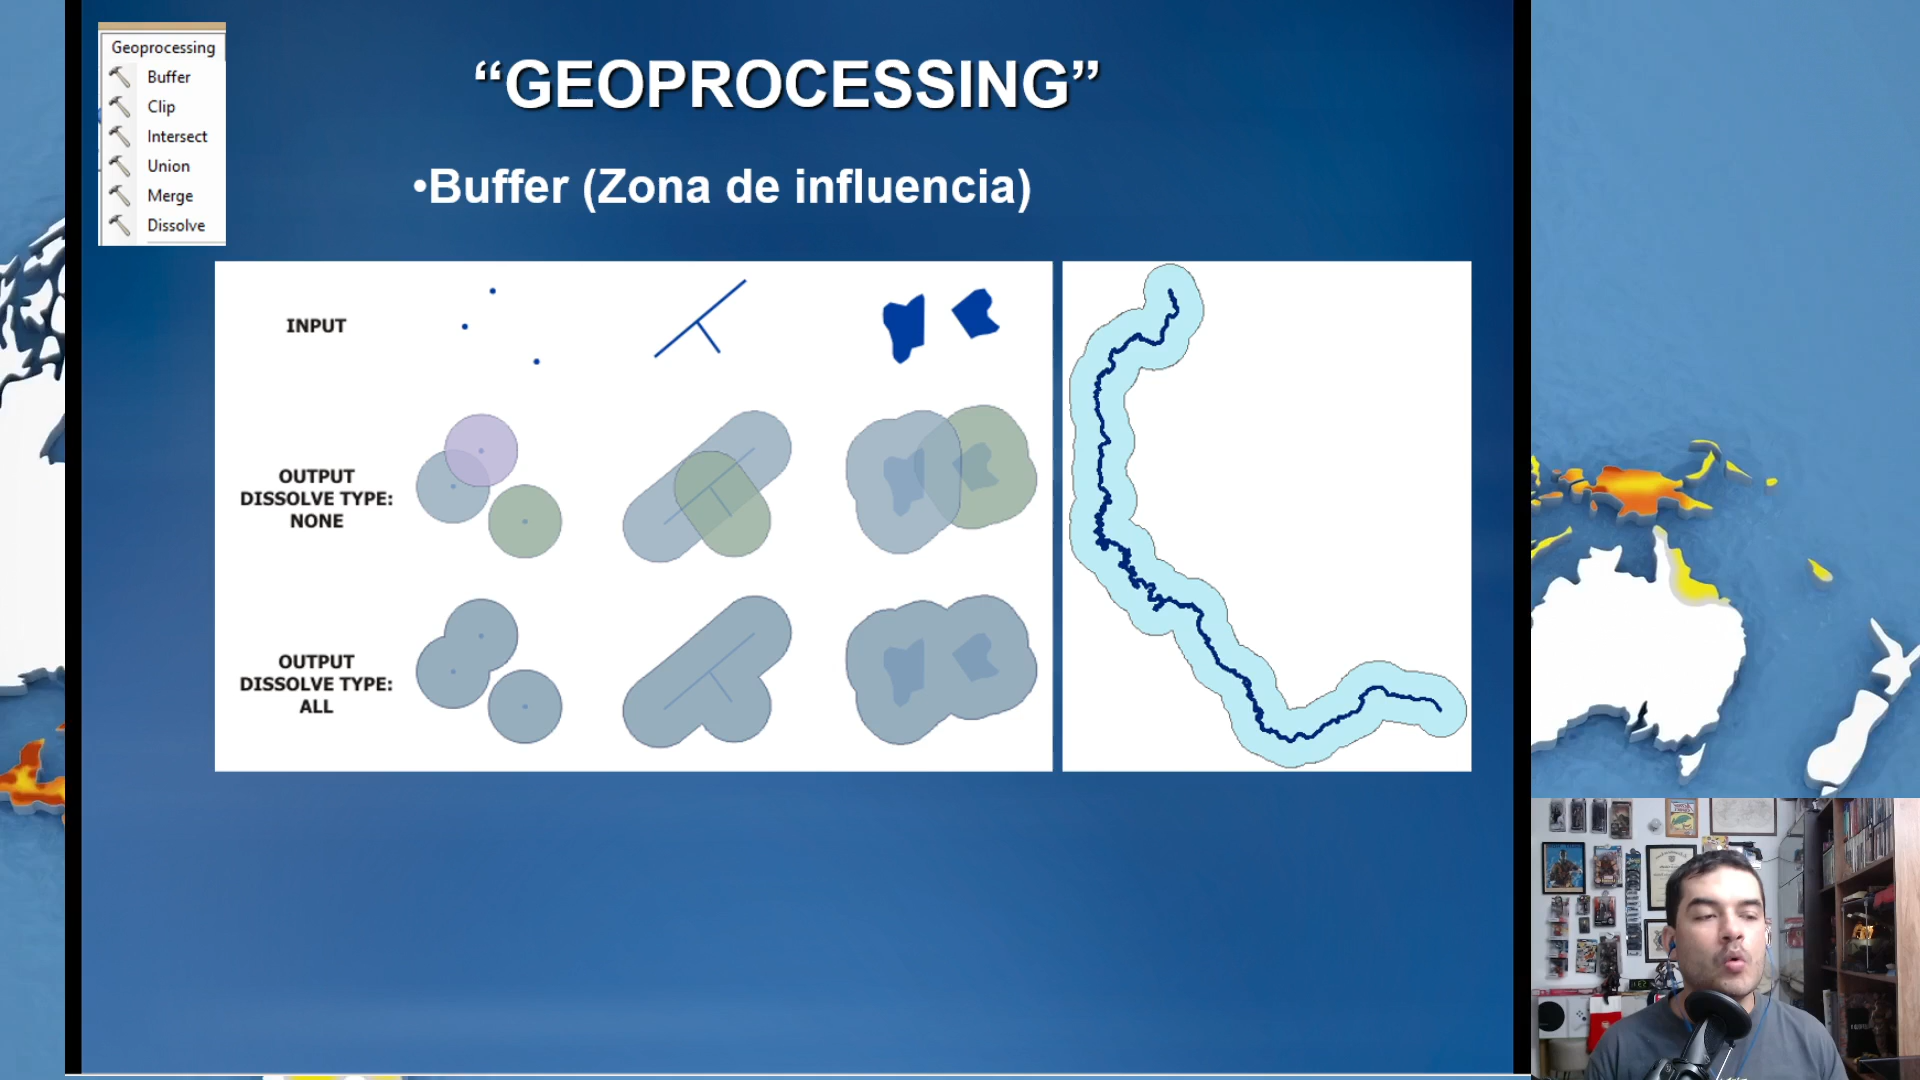 Geoprocessing
Buffer
Clip
Intersect
Union
Merge
Dissolve
“GEOPROCESSING”
•Buffer (Zona de influencia)
INPUT
OUTPUT
DISSOLVE TYPE:
NONE
OUTPUT
DISSOLVE TYPE:
ALL